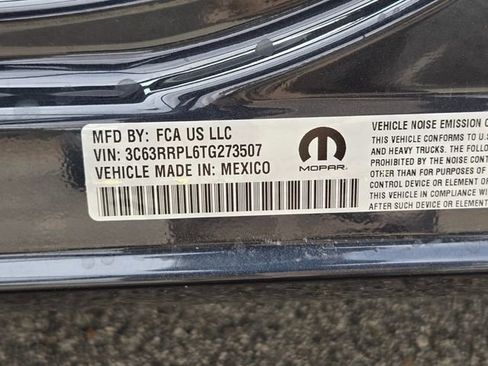 MFD BY: FCA US LLC
VIN: 3C63RRPL6TG273507
VEHICLE MADE IN: MEXICO
MOPAR
VEHICLE NOISE EMISSION C
THIS VEHICLE CONFORMS TO U.S.
AND HEAVY TRUCKS. THE FOLLOWING
BE PROHIBITED BY THE NOISE CONT
OTHER THAN FOR PURPOSES OF
CONTROL DEVICE OR ELEMENT
THIS VEHICLE IN COMPLIANCE WI
AFTER SUCH DEVICE OR ELEMENT